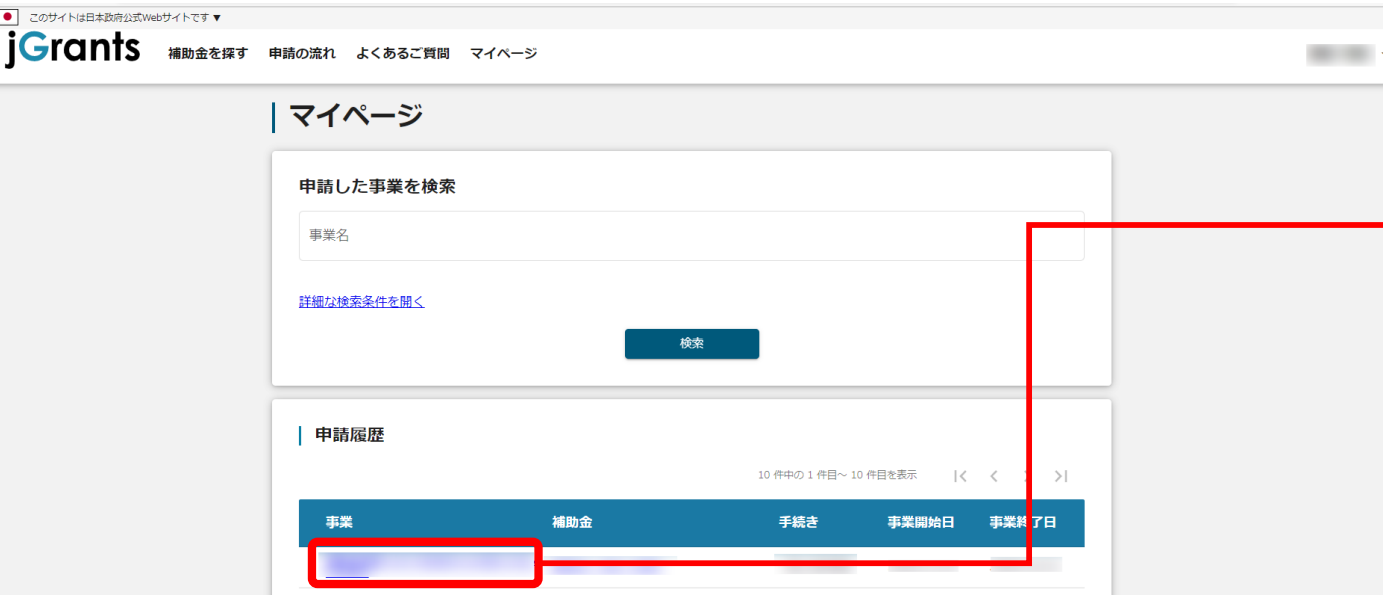 このサイトは日本政府公式Webサイトです ▼
jGrants 補助金を探す 申請の流れ よくあるご質問 マイページ
マイページ
申請した事業を検索
事業名
詳細な検索条件を開く
検索
申請履歴
10 件中の 1 件目～ 10 件目を表示
事業 補助金 手続き 事業開始日 事業終了日